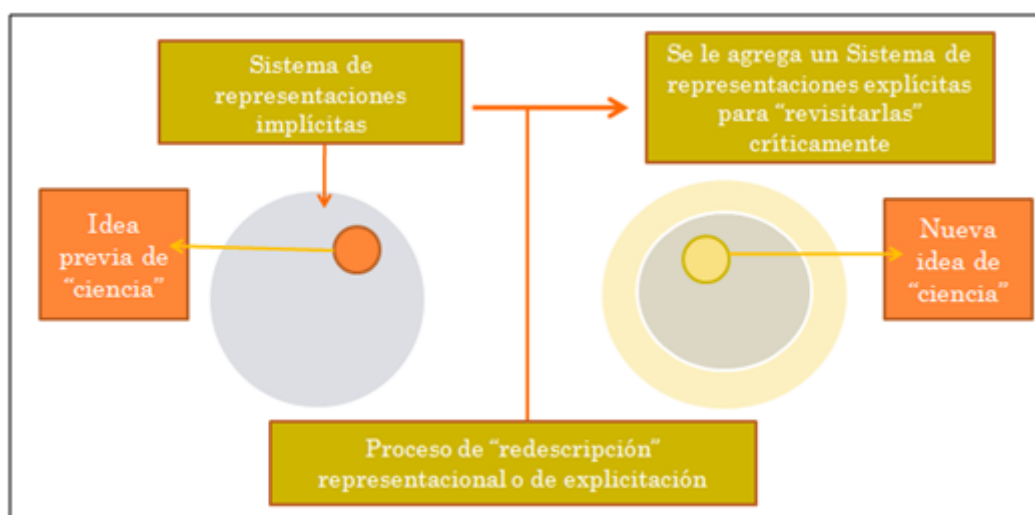 Sistema de
representaciones
implícitas
Se le agrega un Sistema de
representaciones explícitas
para “revisitarlas”
críticamente
Idea
previa de
“ciencia”
Nueva
idea de
“ciencia”
Proceso de “redescripción”
representacional o de explicitación